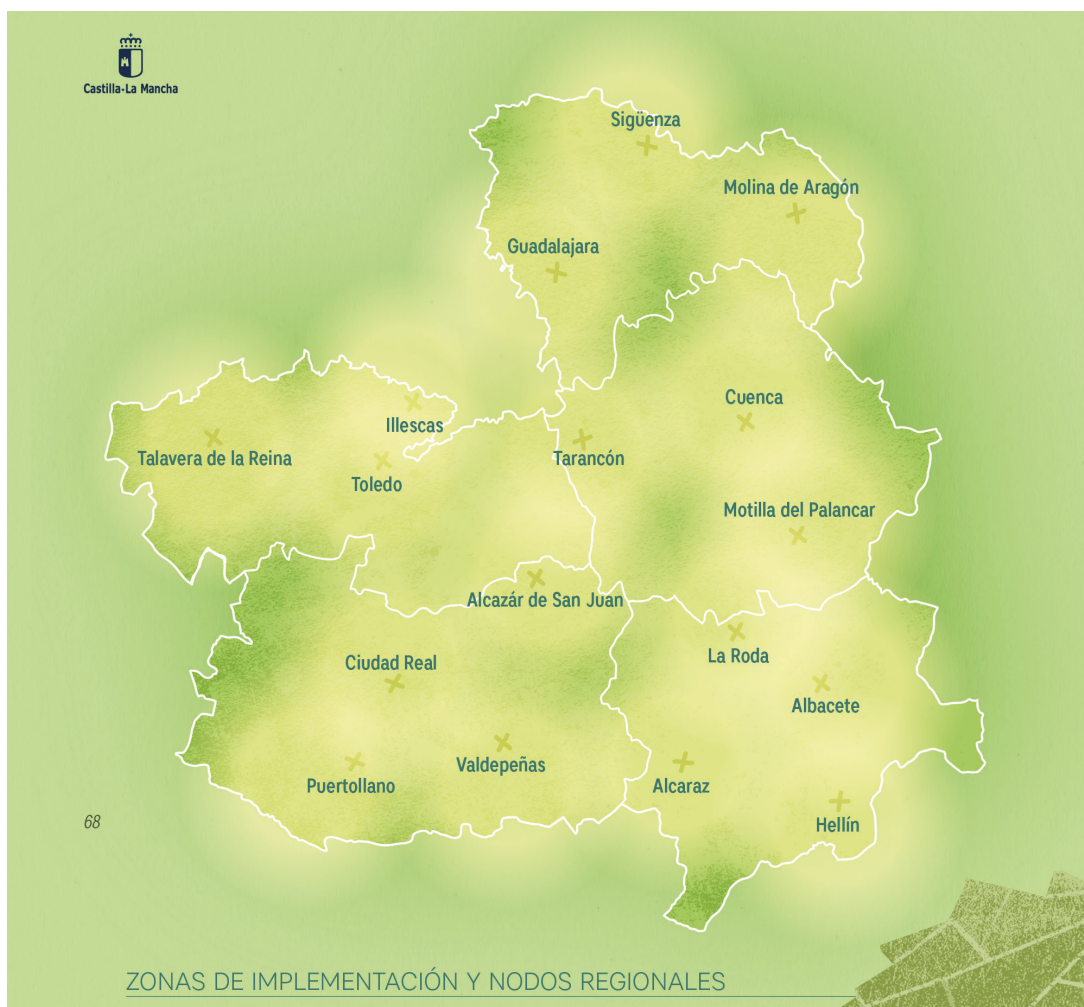 Castilla-La Mancha
Sigüenza
Molina de Aragón
Guadalajara
Cuenca
Illescas
Talavera de la Reina
Tarancón
Toledo
Motilla del Palancar
Alcazár de San Juan
La Roda
Ciudad Real
Albacete
Valdepeñas
Puertollano
Alcaraz
68
Hellín
ZONAS DE IMPLEMENTACIÓN Y NODOS REGIONALES